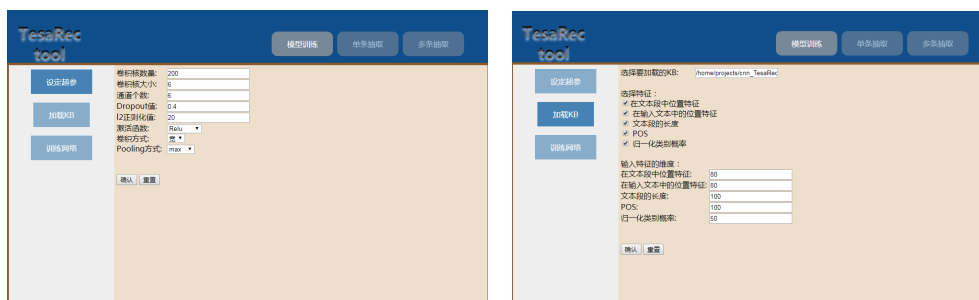 TesaRec
tool
模型训练 单条抽取 多条抽取
设定超参
加载KB
训练网络
卷积核数量: 200
卷积核大小: 6
通道个数: 6
Dropout值: 0.4
l2正则化值: 20
激活函数: Relu
卷积方式: 宽
Pooling方式: max
确认 重置
TesaRec
tool
模型训练 单条抽取 多条抽取
设定超参
加载KB
训练网络
选择要加载的KB: /home/projects/cnn_TesaRec
选择特征：
在文本段中位置特征
在输入文本中的位置特征
文本段的长度
POS
归一化类别概率
输入特征的维度：
在文本段中位置特征: 80
在输入文本中的位置特征: 80
文本段的长度: 100
POS: 100
归一化类别概率: 50
确认 重置